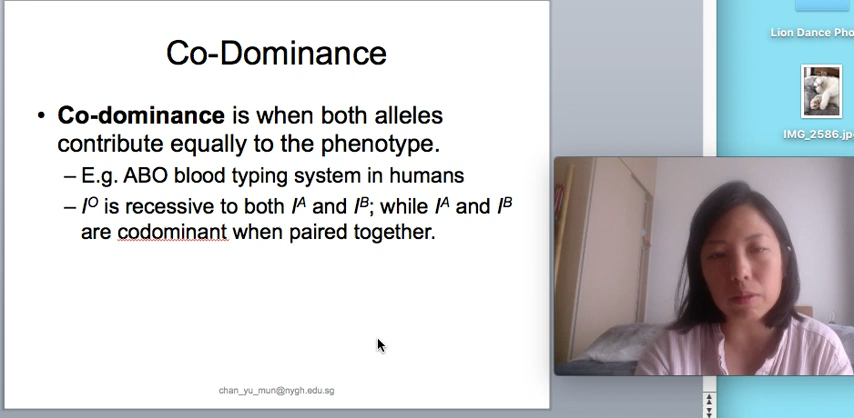 Co-Dominance
• Co-dominance is when both alleles
contribute equally to the phenotype.
– E.g. ABO blood typing system in humans
– I^O is recessive to both I^A and I^B; while I^A and I^B
are codominant when paired together.
chan_yu_mun@nygh.edu.sg
Lion Dance Pho
IMG_2586.jp